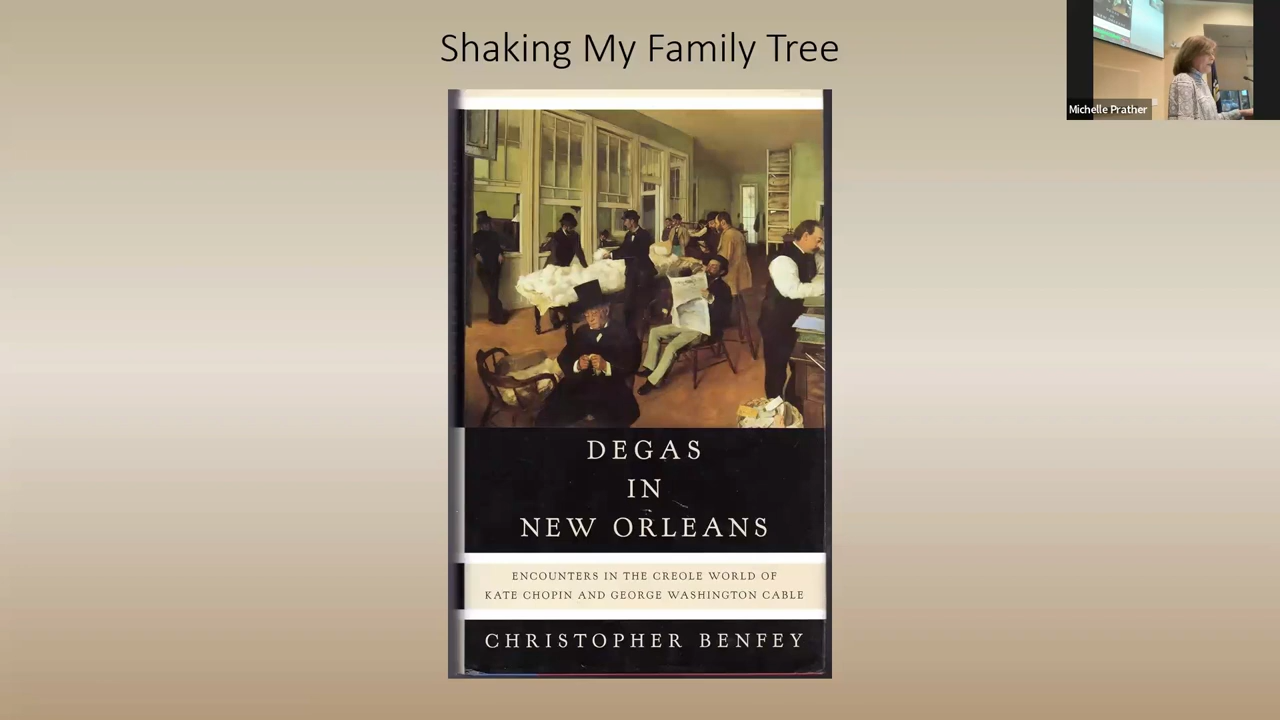 Shaking My Family Tree
Michelle Prather
DEGAS
IN
NEW ORLEANS
ENCOUNTERS IN THE CREOLE WORLD OF
KATE CHOPIN AND GEORGE WASHINGTON CABLE
CHRISTOPHER BENFEY